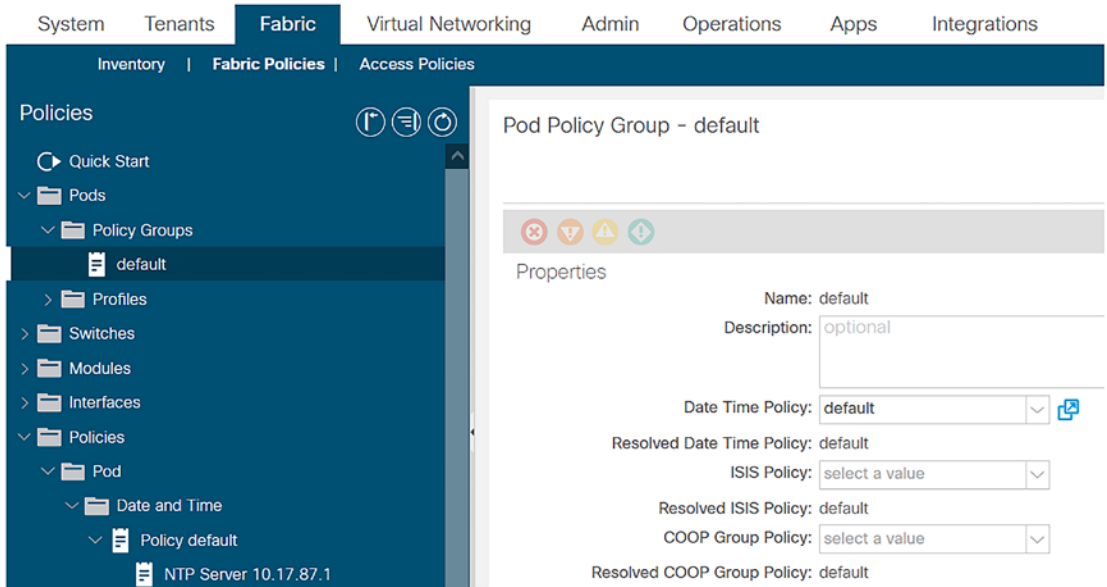 System Tenants Fabric Virtual Networking Admin Operations Apps Integrations
Inventory | Fabric Policies | Access Policies
Policies
Quick Start
Pods
Policy Groups
default
Profiles
Switches
Modules
Interfaces
Policies
Pod
Date and Time
Policy default
NTP Server 10.17.87.1
Pod Policy Group - default
Properties
Name: default
Description: optional
Date Time Policy: default
Resolved Date Time Policy: default
ISIS Policy: select a value
Resolved ISIS Policy: default
COOP Group Policy: select a value
Resolved COOP Group Policy: default